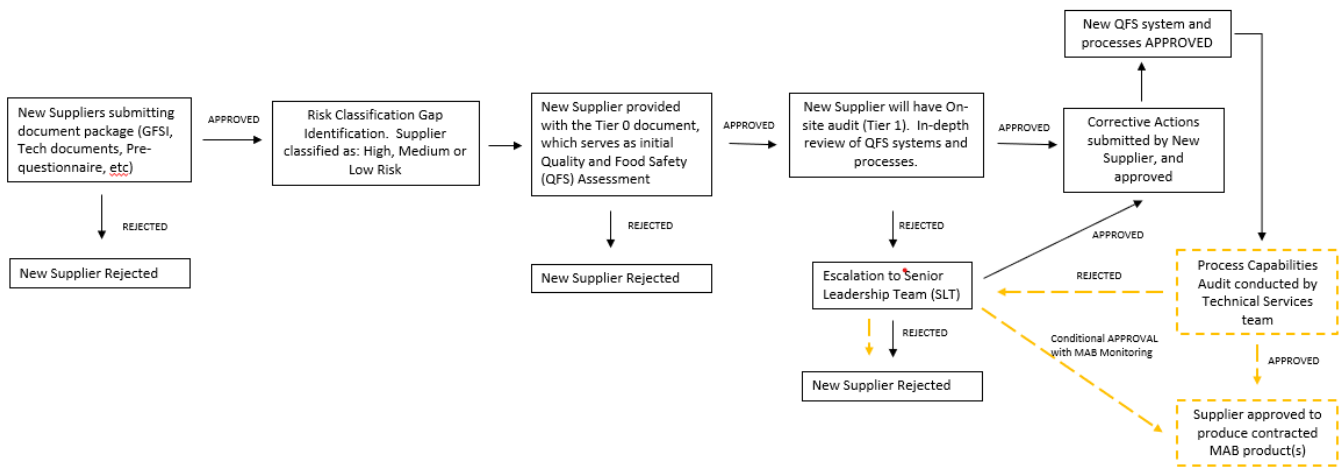 New Suppliers submitting
document package (GFSI,
Tech documents, Pre-
questionnaire, etc)
APPROVED
REJECTED
New Supplier Rejected
Risk Classification Gap
Identification.  Supplier
classified as: High, Medium or
Low Risk
New Supplier provided
with the Tier 0 document,
which serves as initial
Quality and Food Safety
(QFS) Assessment
APPROVED
REJECTED
New Supplier Rejected
New Supplier will have On-
site audit (Tier 1).  In-depth
review of QFS systems and
processes.
APPROVED
REJECTED
Escalation to Senior
Leadership Team (SLT)
REJECTED
New Supplier Rejected
APPROVED
Corrective Actions
submitted by New
Supplier, and
approved
New QFS system and
processes APPROVED
Process Capabilities
Audit conducted by
Technical Services
team
REJECTED
Conditional APPROVAL
with MAB Monitoring
APPROVED
Supplier approved to
produce contracted
MAB product(s)